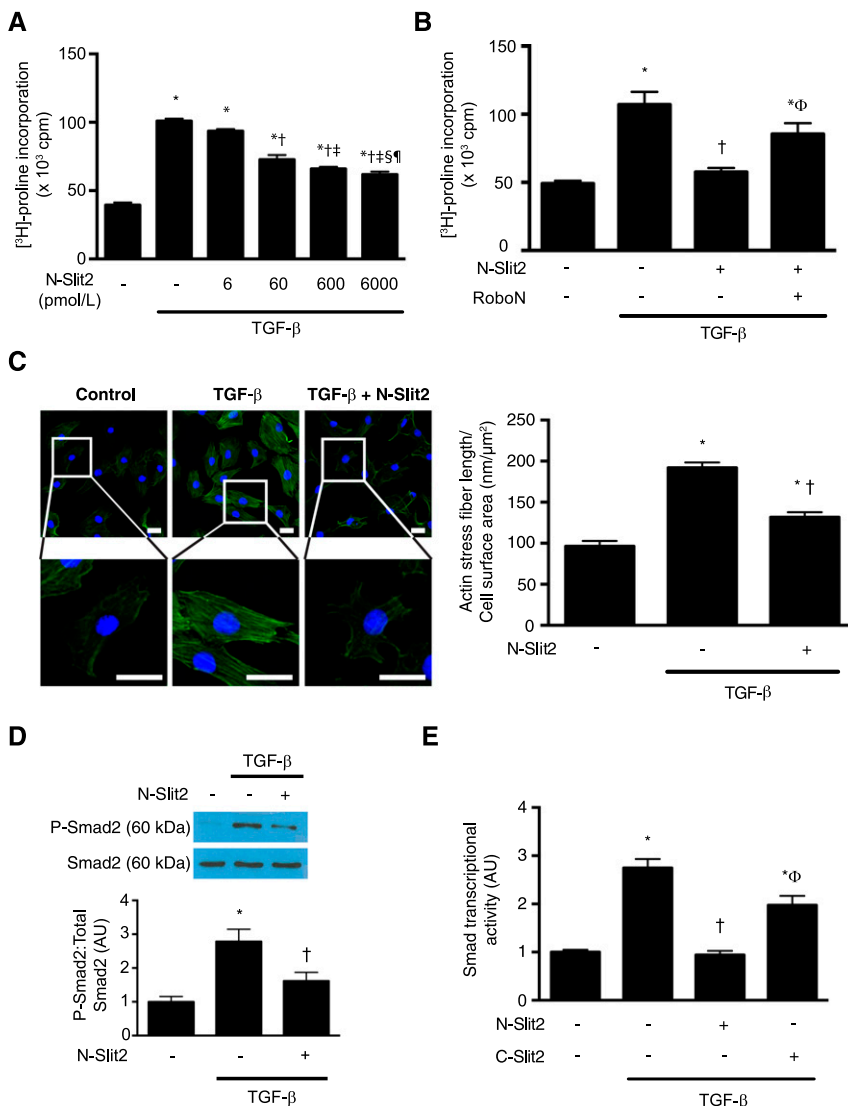 A
[³H]-proline incorporation
(x 10³ cpm)
150
100
50
0
*
*
*†
*†‡
*†‡§¶
N-Slit2
(pmol/L)
- - 6 60 600 6000
TGF-β
B
[³H]-proline incorporation
(x 10³ cpm)
150
100
50
0
*
†
*Φ
N-Slit2 - - + +
RoboN - - - +
TGF-β
C
Control TGF-β TGF-β + N-Slit2
Actin stress fiber length/
Cell surface area (nm/μm²)
250
200
150
100
50
0
*
* †
N-Slit2 - - +
TGF-β
D
TGF-β
N-Slit2 - - +
P-Smad2 (60 kDa)
Smad2 (60 kDa)
P-Smad2:Total
Smad2 (AU)
4
3
2
1
0
*
†
N-Slit2 - - +
TGF-β
E
Smad transcriptional
activity (AU)
4
3
2
1
0
*
†
*Φ
N-Slit2 - - + -
C-Slit2 - - - +
TGF-β